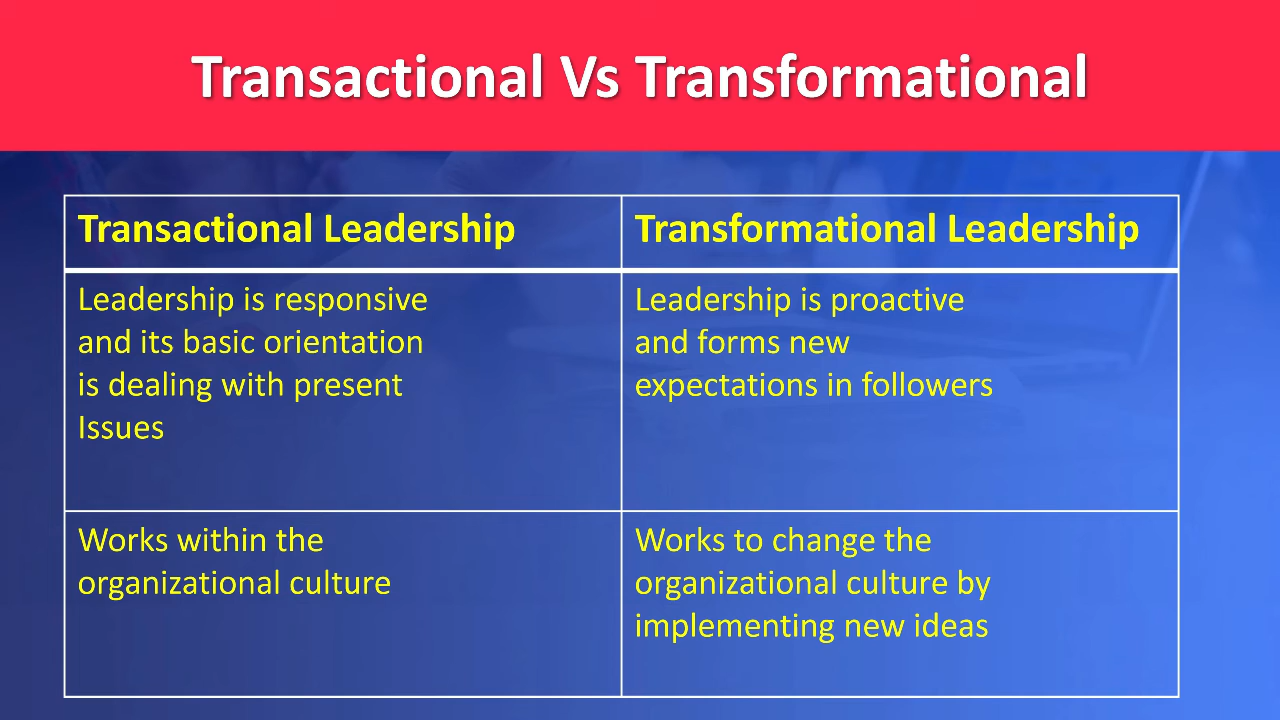 Transactional Vs Transformational
Transactional Leadership
Transformational Leadership
Leadership is responsive
and its basic orientation
is dealing with present
Issues
Leadership is proactive
and forms new
expectations in followers
Works within the
organizational culture
Works to change the
organizational culture by
implementing new ideas